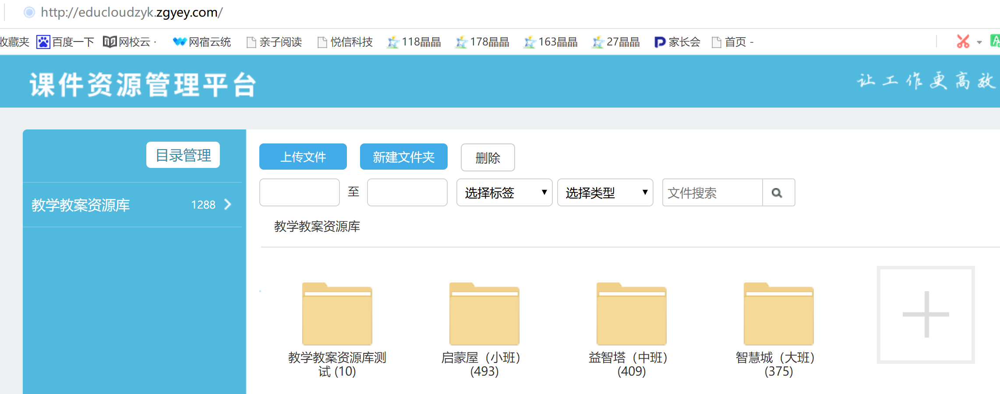 http://educloudzyk.zgyey.com/
收藏夹 百度一下 网校云 · 网宿云统 亲子阅读 悦信科技 118晶晶 178晶晶 163晶晶 27晶晶 家长会 首页 -
课件资源管理平台
让工作更高效
目录管理
教学教案资源库 1288
上传文件 新建文件夹 删除
至 选择标签 选择类型 文件搜索
教学教案资源库
教学教案资源库测
试 (10)
启蒙屋（小班）
(493)
益智塔（中班）
(409)
智慧城（大班）
(375)